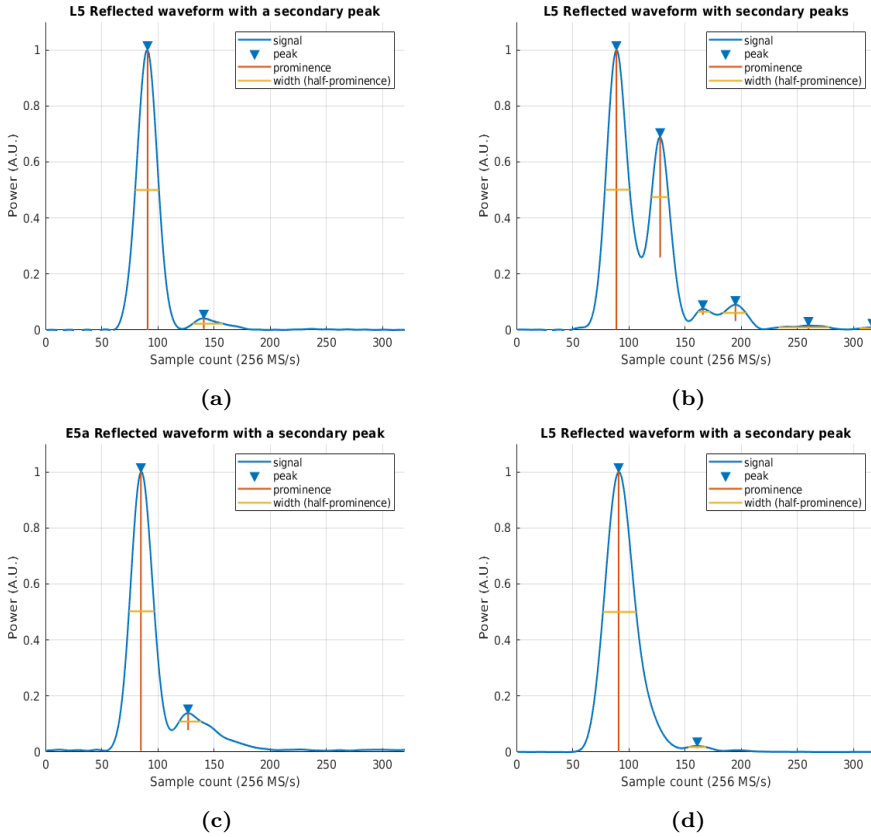 L5 Reflected waveform with a secondary peak
1
0.8
0.6
0.4
0.2
0
Power (A.U.)
signal
peak
prominence
width (half-prominence)
0 50 100 150 200 250 300
Sample count (256 MS/s)
(a)
L5 Reflected waveform with secondary peaks
1
0.8
0.6
0.4
0.2
0
Power (A.U.)
signal
peak
prominence
width (half-prominence)
0 50 100 150 200 250 300
Sample count (256 MS/s)
(b)
E5a Reflected waveform with a secondary peak
1
0.8
0.6
0.4
0.2
0
Power (A.U.)
signal
peak
prominence
width (half-prominence)
0 50 100 150 200 250 300
Sample count (256 MS/s)
(c)
L5 Reflected waveform with a secondary peak
1
0.8
0.6
0.4
0.2
0
Power (A.U.)
signal
peak
prominence
width (half-prominence)
0 50 100 150 200 250 300
Sample count (256 MS/s)
(d)